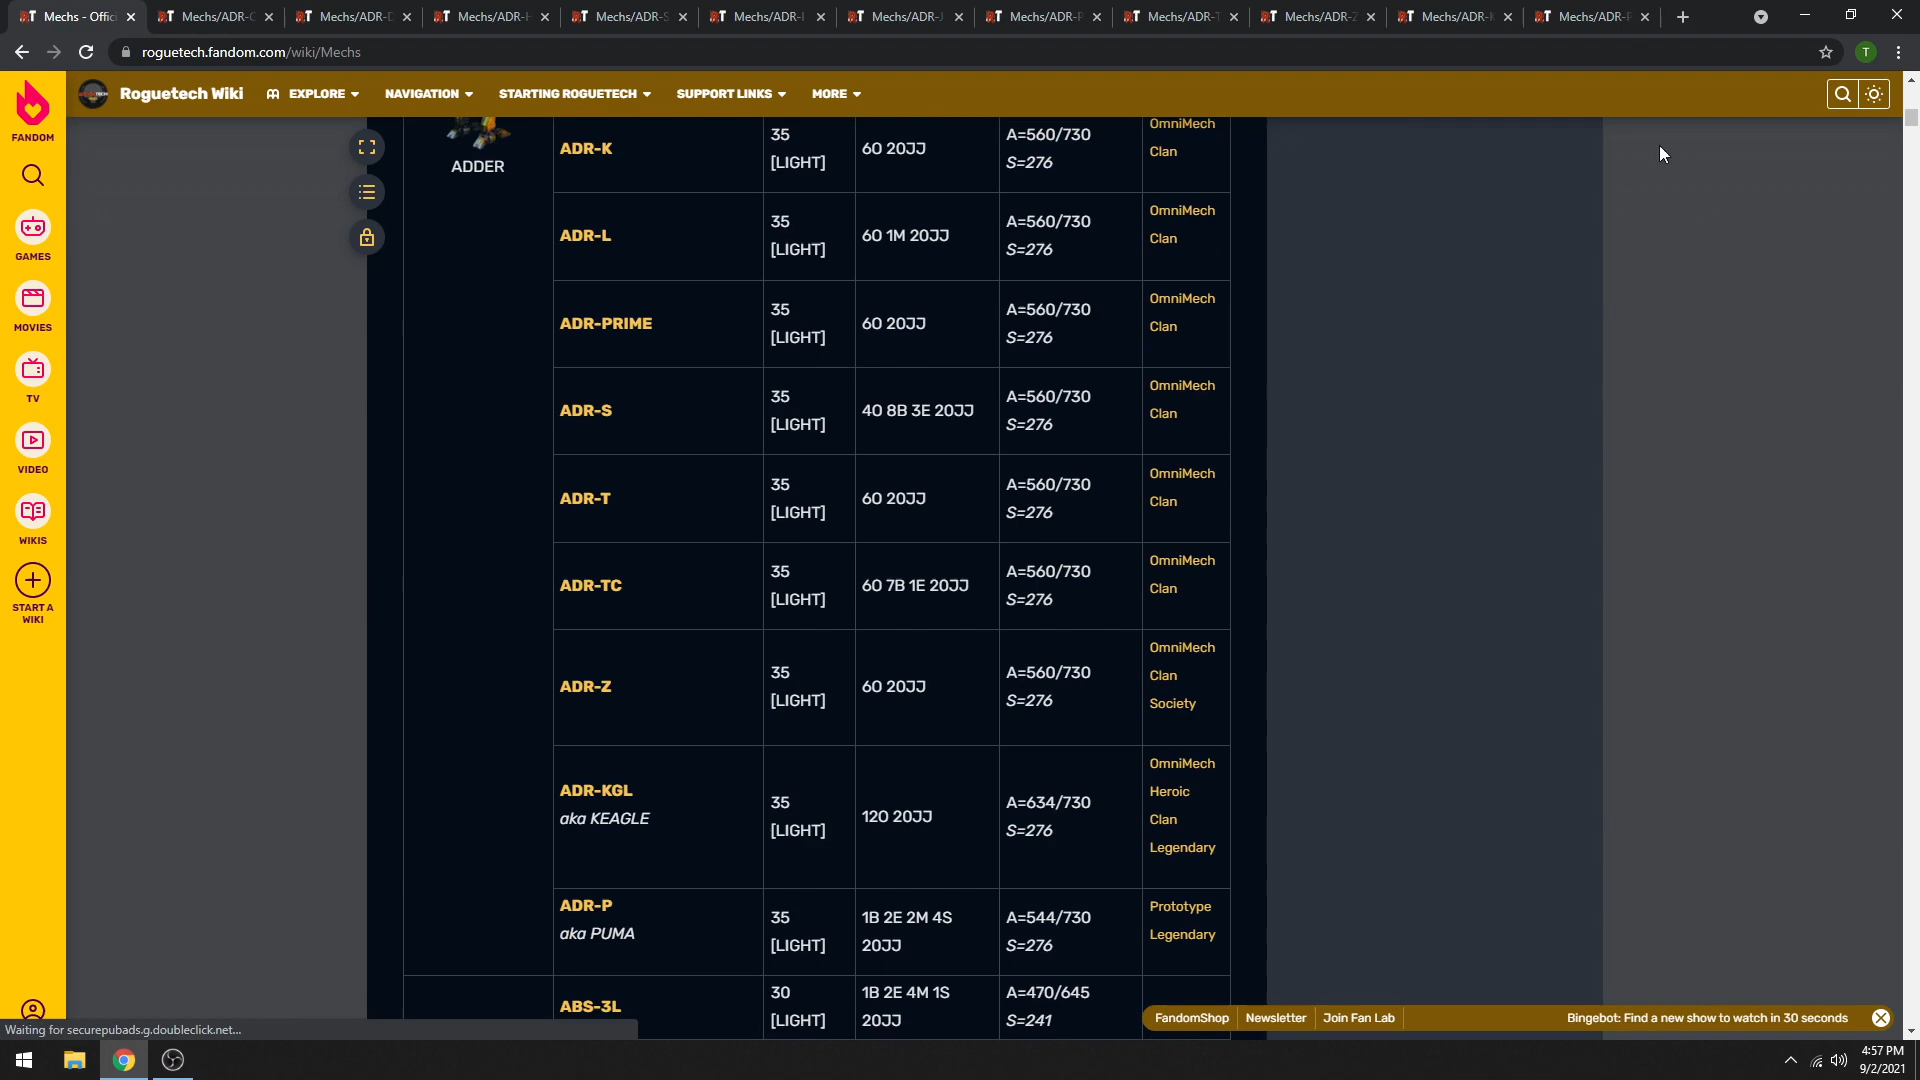 Mechs - Offici
Mechs/ADR-
Mechs/ADR-
Mechs/ADR-
Mechs/ADR-
Mechs/ADR-
Mechs/ADR-
Mechs/ADR-
Mechs/ADR-
Mechs/ADR-
Mechs/ADR-
Mechs/ADR-
T
roguetech.fandom.com/wiki/Mechs
Roguetech Wiki
EXPLORE
NAVIGATION
STARTING ROGUETECH
SUPPORT LINKS
MORE
FANDOM
GAMES
MOVIES
TV
VIDEO
WIKIS
START A
WIKI
ADDER
ADR-K
35
[LIGHT]
6O 20JJ
A=560/730
S=276
OmniMech
Clan
ADR-L
35
[LIGHT]
6O 1M 20JJ
A=560/730
S=276
OmniMech
Clan
ADR-PRIME
35
[LIGHT]
6O 20JJ
A=560/730
S=276
OmniMech
Clan
ADR-S
35
[LIGHT]
4O 8B 3E 20JJ
A=560/730
S=276
OmniMech
Clan
ADR-T
35
[LIGHT]
6O 20JJ
A=560/730
S=276
OmniMech
Clan
ADR-TC
35
[LIGHT]
6O 7B 1E 20JJ
A=560/730
S=276
OmniMech
Clan
ADR-Z
35
[LIGHT]
6O 20JJ
A=560/730
S=276
OmniMech
Clan
Society
ADR-KGL
aka KEAGLE
35
[LIGHT]
12O 20JJ
A=634/730
S=276
OmniMech
Heroic
Clan
Legendary
ADR-P
aka PUMA
35
[LIGHT]
1B 2E 2M 4S
20JJ
A=544/730
S=276
Prototype
Legendary
ABS-3L
30
[LIGHT]
1B 2E 4M 1S
20JJ
A=470/645
S=241
FandomShop
Newsletter
Join Fan Lab
Bingebot: Find a new show to watch in 30 seconds
Waiting for securepubads.g.doubleclick.net...
4:57 PM
9/2/2021